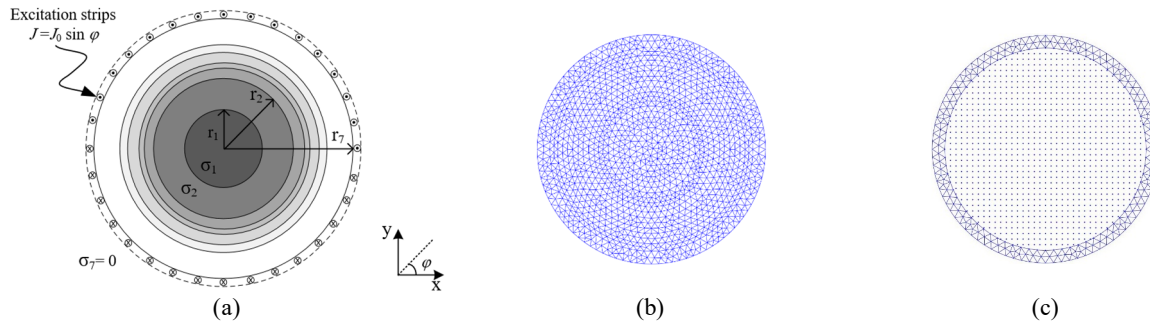 Excitation strips
J=J₀ sin φ
r₂
r₁
r₇
σ₁
σ₂
σ₇= 0
y
φ
x
(a)
(b)
(c)